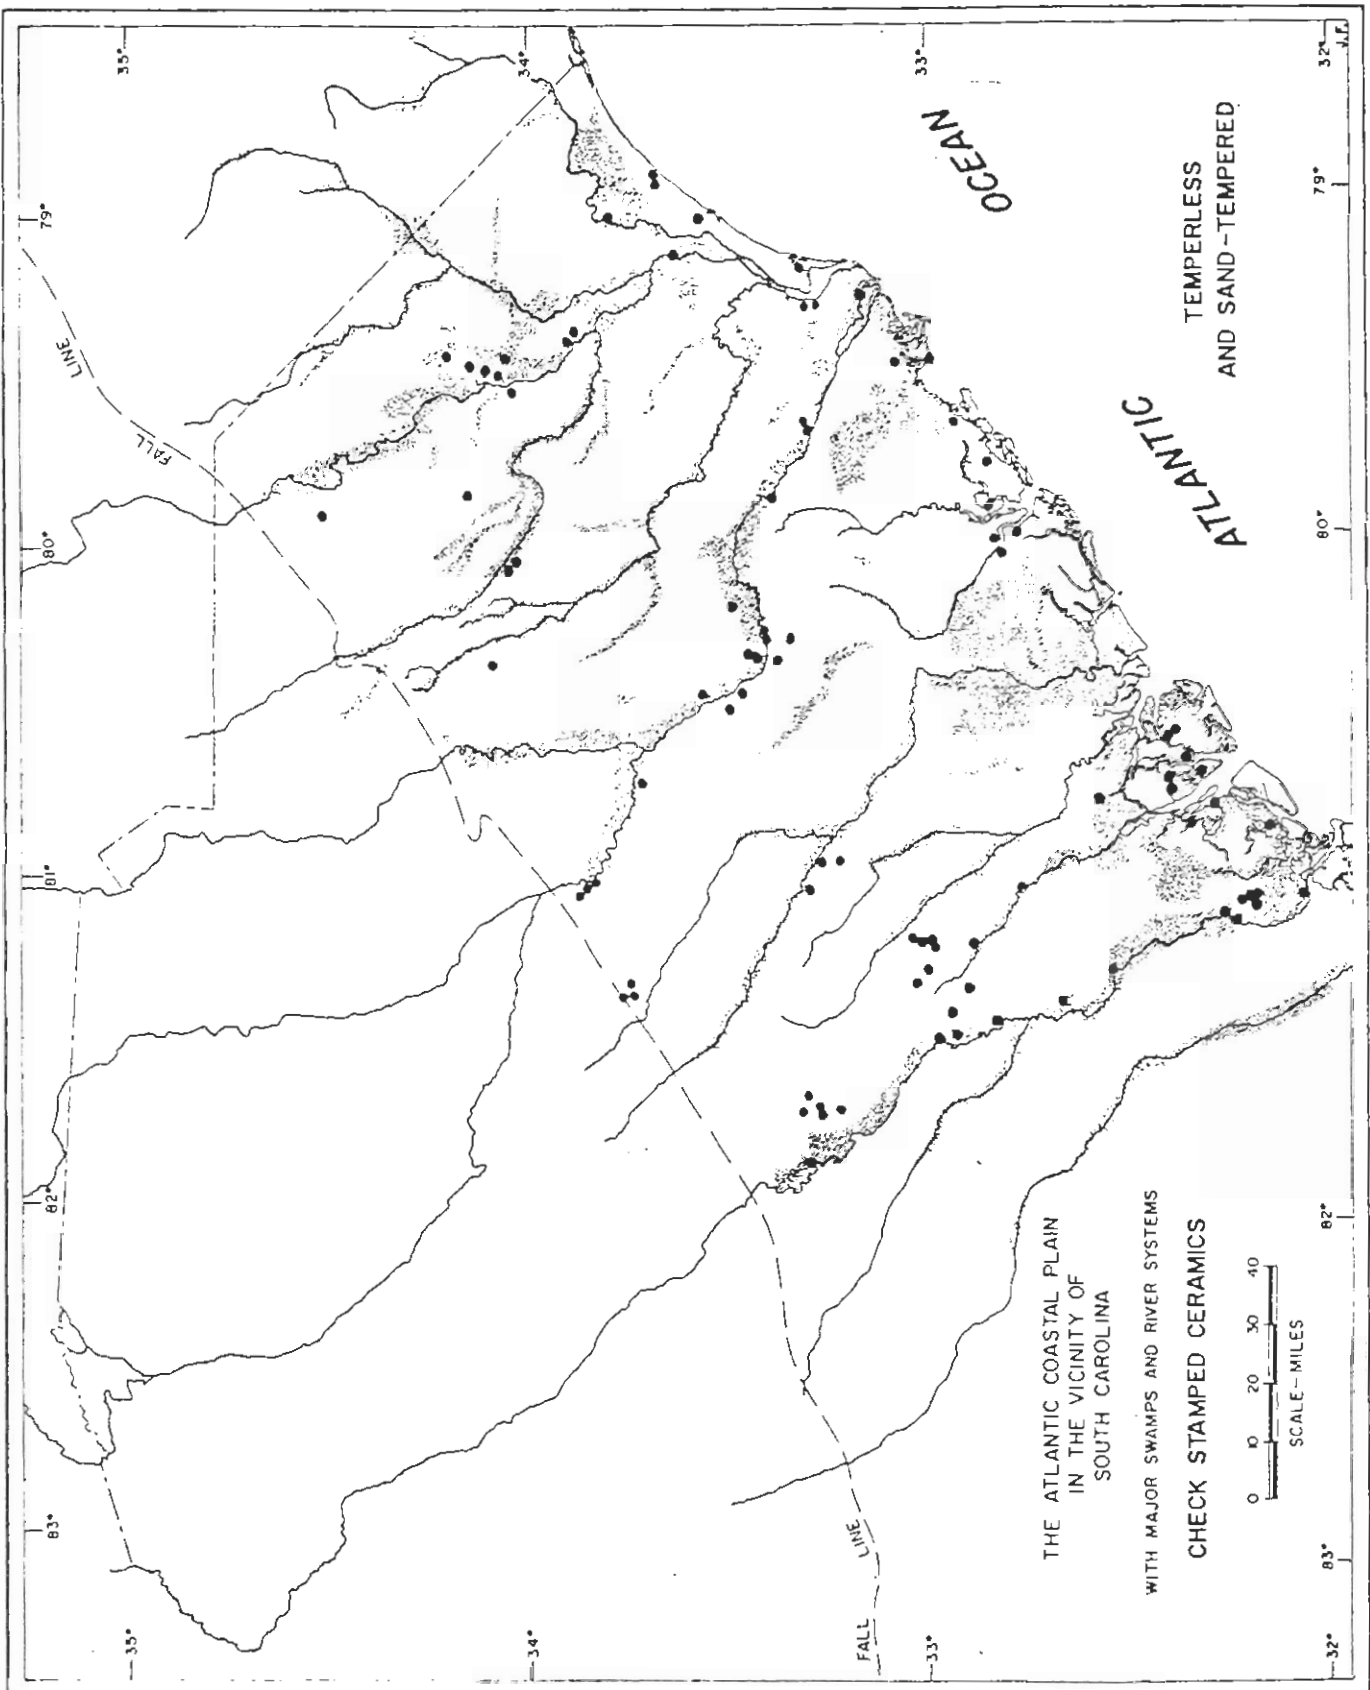 THE ATLANTIC COASTAL PLAIN
IN THE VICINITY OF
SOUTH CAROLINA
WITH MAJOR SWAMPS AND RIVER SYSTEMS
CHECK STAMPED CERAMICS
0 10 20 30 40
SCALE-MILES
TEMPERLESS
AND SAND-TEMPERED
ATLANTIC
OCEAN
FALL
LINE
FALL
LINE
83°
82°
81°
80°
79°
35°
34°
33°
32°
35°
34°
33°
32°
83°
82°
80°
79°
J.F.